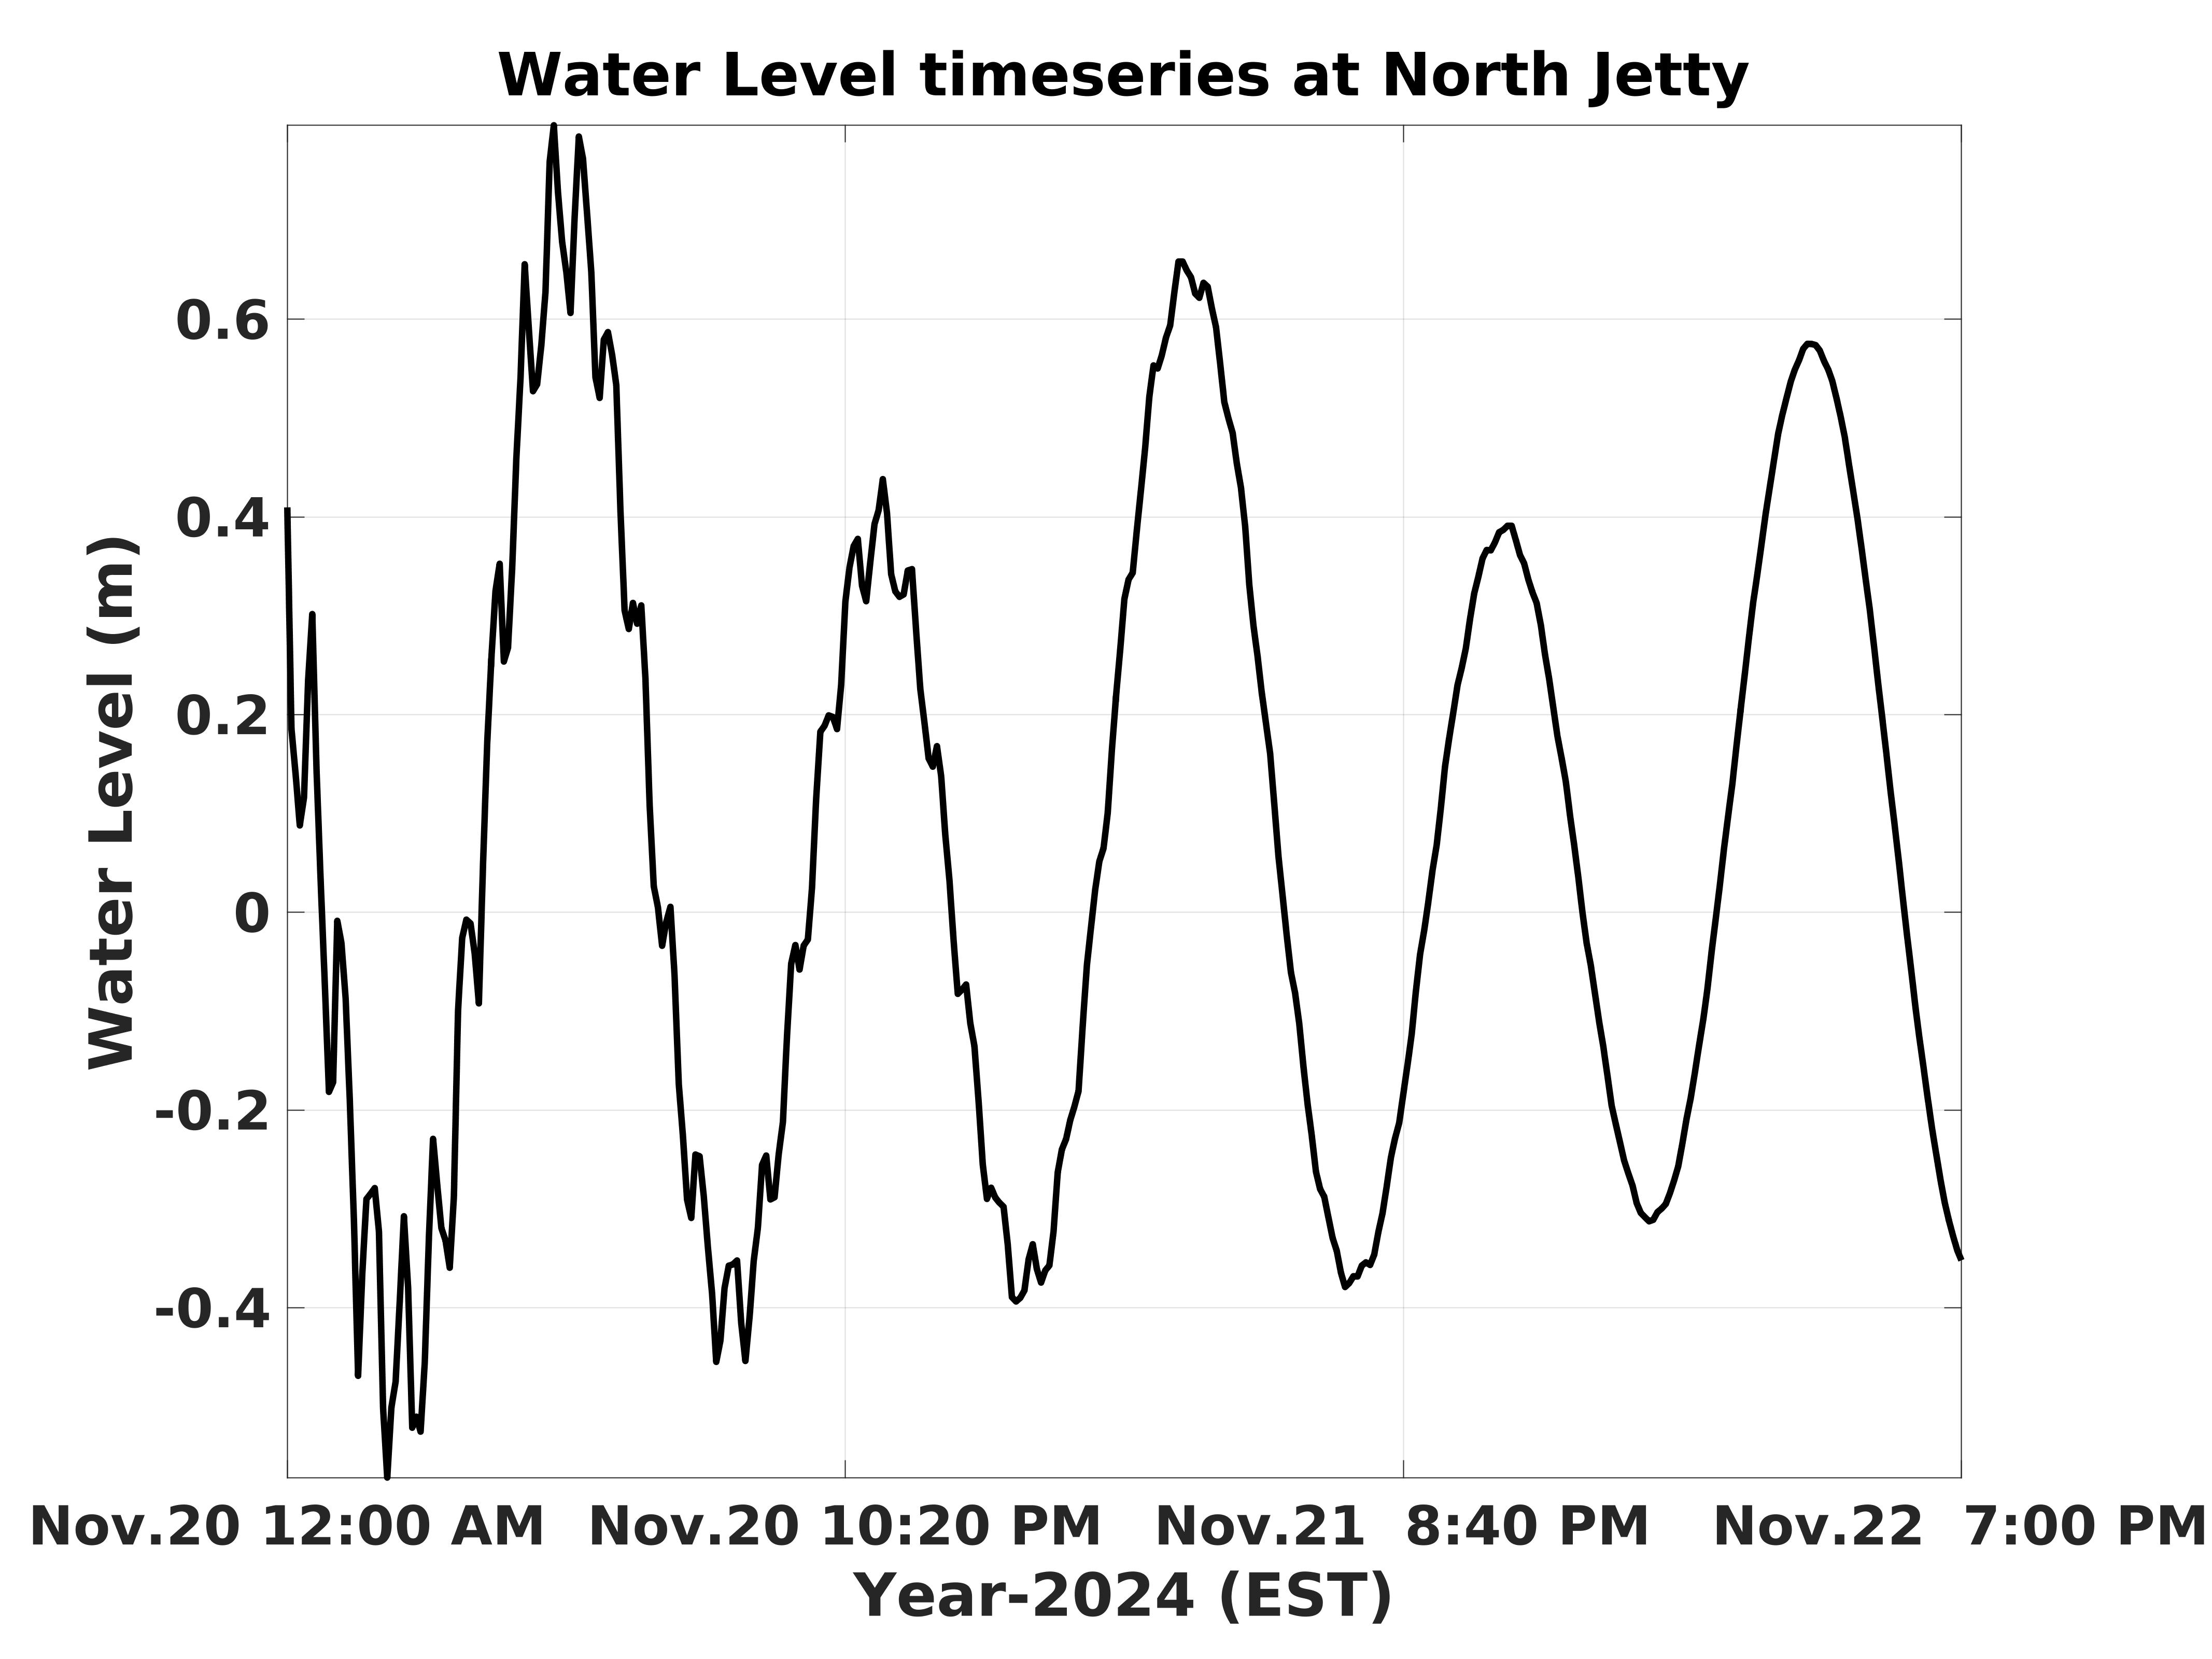 Water Level timeseries at North Jetty
Water Level (m)
0.6
0.4
0.2
0
-0.2
-0.4
Nov.20 12:00 AM Nov.20 10:20 PM Nov.21 8:40 PM Nov.22 7:00 PM
Year-2024 (EST)